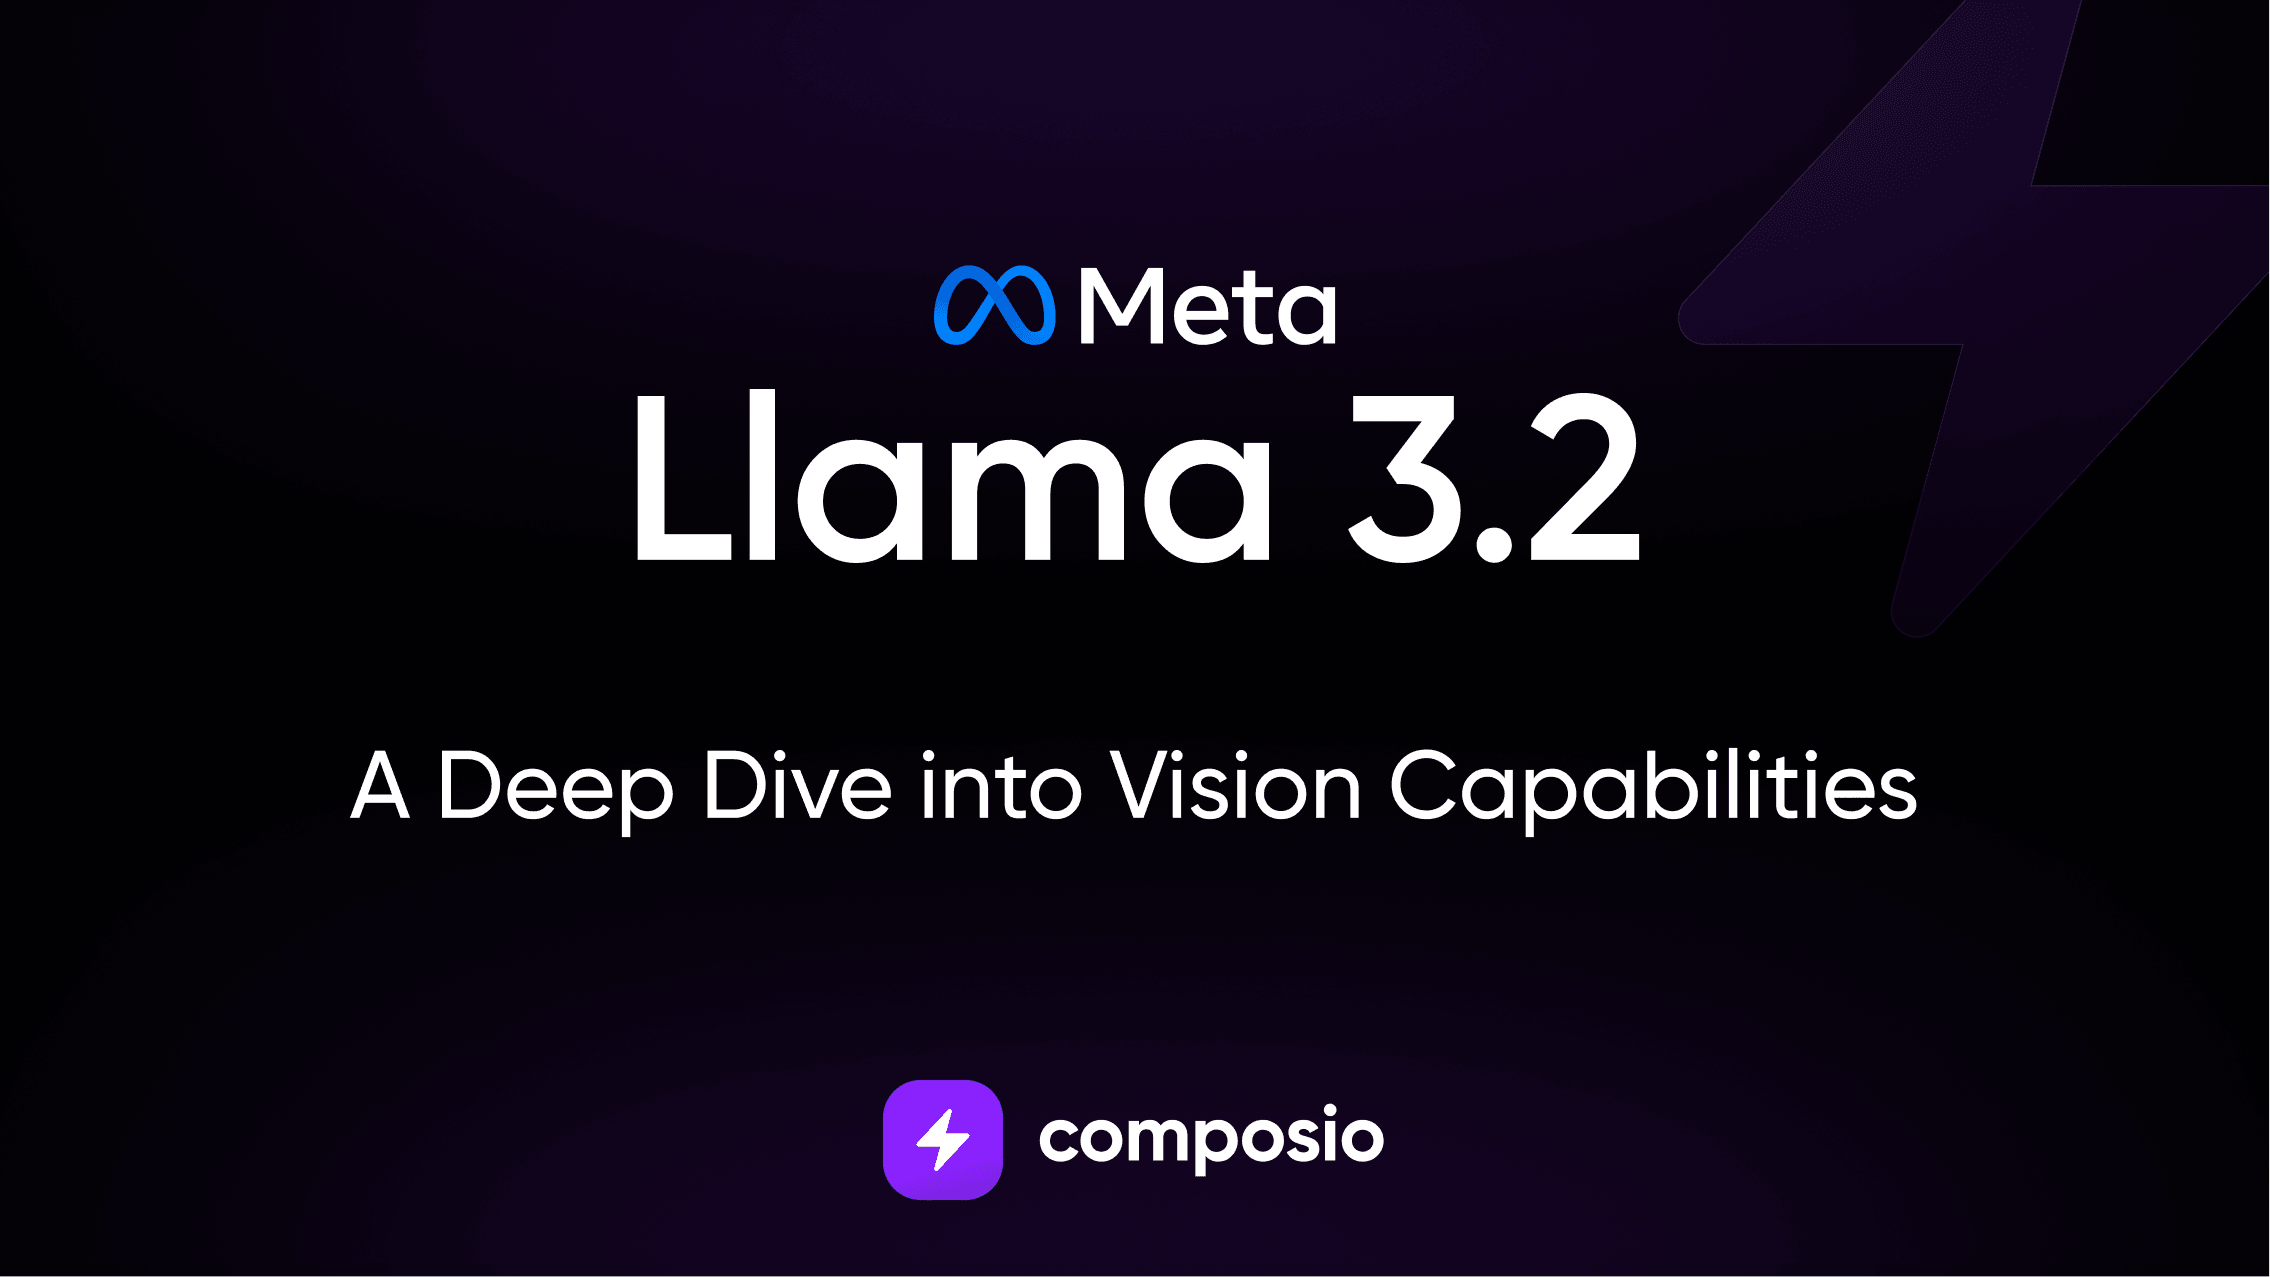 Meta
Llama 3.2
A Deep Dive into Vision Capabilities
composio